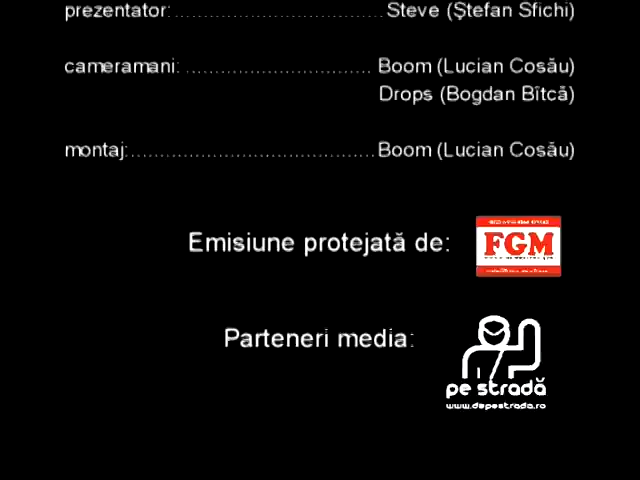 prezentator:................................... Steve (Ștefan Sfichi)
cameramani: ............................... Boom (Lucian Cosău)
Drops (Bogdan Bîtcă)
montaj:......................................... Boom (Lucian Cosău)
Emisiune protejată de:
FGM
Parteneri media:
pe stradă
www.depestrada.ro